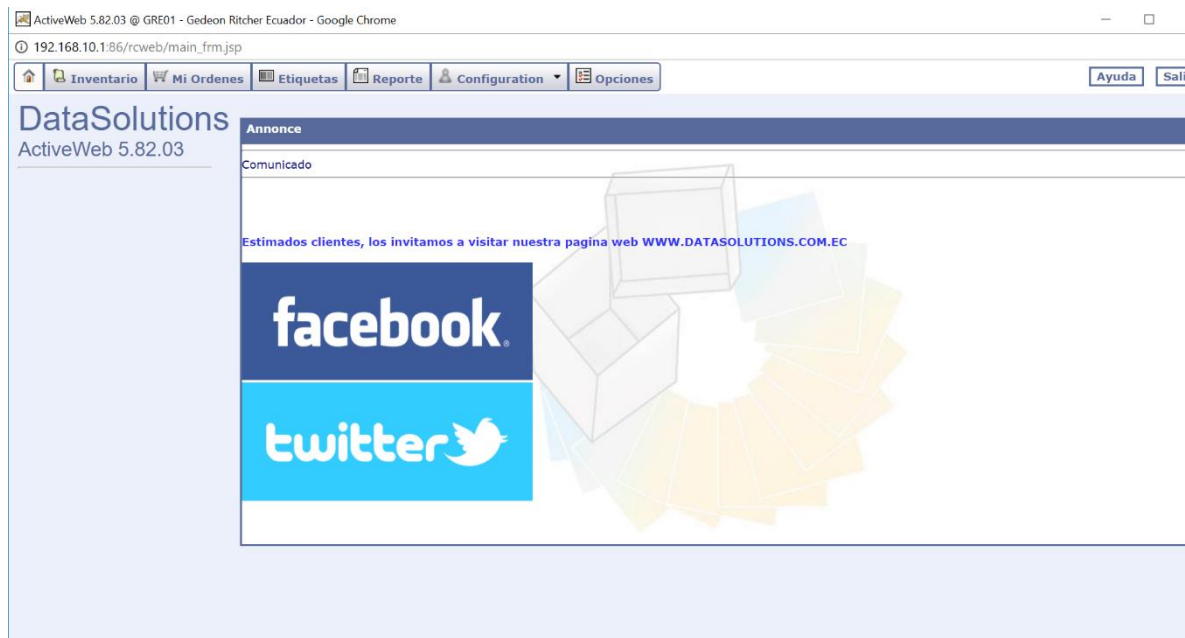 ActiveWeb 5.82.03 @ GRE01 - Gedeon Ritcher Ecuador - Google Chrome
192.168.10.1:86/rcweb/main_frm.jsp
Inventario Mi Ordenes Etiquetas Reporte Configuration Opciones Ayuda Sali
DataSolutions
ActiveWeb 5.82.03
Annonce
Comunicado
Estimados clientes, los invitamos a visitar nuestra pagina web WWW.DATASOLUTIONS.COM.EC
facebook®
twitter